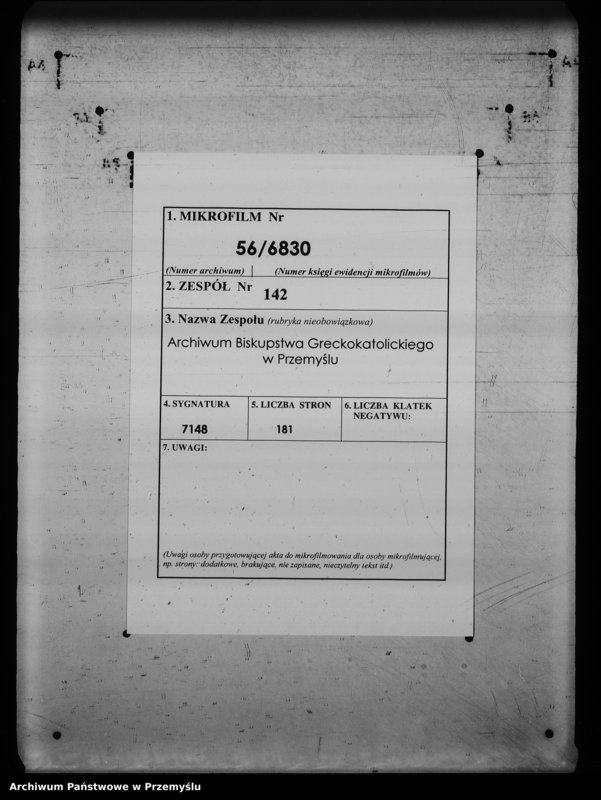 1. MIKROFILM Nr
56/6830
(Numer archiwum) (Numer księgi ewidencji mikrofilmów)
2. ZESPÓŁ Nr 142
3. Nazwa Zespołu (rubryka nieobowiązkowa)
Archiwum Biskupstwa Greckokatolickiego
w Przemyślu
4. SYGNATURA
7148
5. LICZBA STRON
181
6. LICZBA KLATEK
NEGATYWU:
7. UWAGI:
(Uwagi osoby przygotowującej akta do mikrofilmowania dla osoby mikrofilmującej,
np. strony: dodatkowe, brakujące, nie zapisane, nieczytelny tekst itd.)
Archiwum Państwowe w Przemyślu